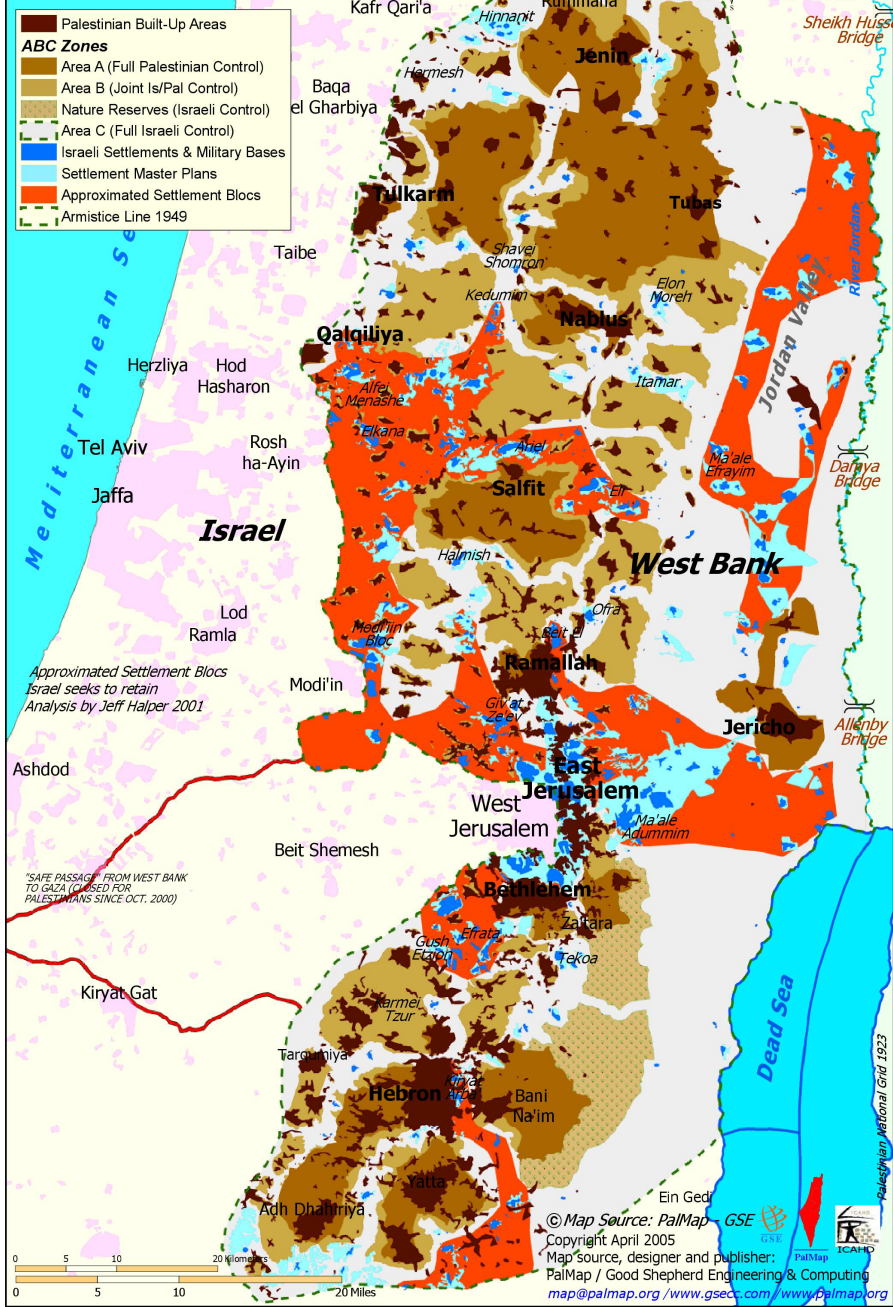 Palestinian Built-Up Areas
ABC Zones
Area A (Full Palestinian Control)
Area B (Joint Is/Pal Control)
Nature Reserves (Israeli Control)
Area C (Full Israeli Control)
Israeli Settlements & Military Bases
Settlement Master Plans
Approximated Settlement Blocs
Armistice Line 1949
Kafr Qari'a
Hinnanit
Rummana
Sheikh Huss
Bridge
Jenin
Hermesh
Baqa
el Gharbiya
Tulkarm
Tubas
Taibe
Shavei
Shomron
River Jordan
Elon
Moreh
Kedumim
Nablus
Qalqiliya
Jordan Valley
Mediterranean Se
Herzliya
Hod
Hasharon
Alfei
Menashe
Itamar
Elkana
Tel Aviv
Rosh
ha-Ayin
Ariel
Ma'ale
Efrayim
Damya
Bridge
Jaffa
Salfit
Eli
Israel
Halmish
West Bank
Lod
Ramla
Ofra
Modi'in
Bloc
Beit El
Ramallah
Approximated Settlement Blocs
Israel seeks to retain
Analysis by Jeff Halper 2001
Modi'in
Giv'at
Ze'ev
Jericho
Allenby
Bridge
Ashdod
East
Jerusalem
West
Jerusalem
Ma'ale
Adummim
Beit Shemesh
"SAFE PASSAGE" FROM WEST BANK
TO GAZA (CLOSED FOR
PALESTINIANS SINCE OCT. 2000)
Bethlehem
Za'tara
Efrata
Gush
Etzion
Tekoa
Kiryat Gat
Karmei
Tzur
Dead Sea
Tarqumiya
Hebron
Kiryat
Arba
Bani
Na'im
Palestinian National Grid 1923
Yatta
Adh Dhahiriya
Ein Gedi
© Map Source: PalMap - GSE
Copyright April 2005
Map source, designer and publisher:
PalMap / Good Shepherd Engineering & Computing
map@palmap.org /www.gsecc.com /www.palmap.org
GSE
PalMap
ICAHD
0 5 10 20 Kilometers
0 5 10 20 Miles